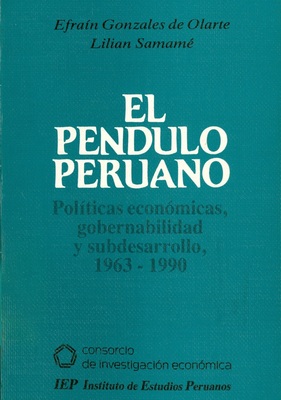 Efraín Gonzales de Olarte
Lilian Samamé
EL
PENDULO
PERUANO
Políticas económicas,
gobernabilidad
y subdesarrollo,
1963 - 1990
consorcio
de investigación económica
IEP Instituto de Estudios Peruanos